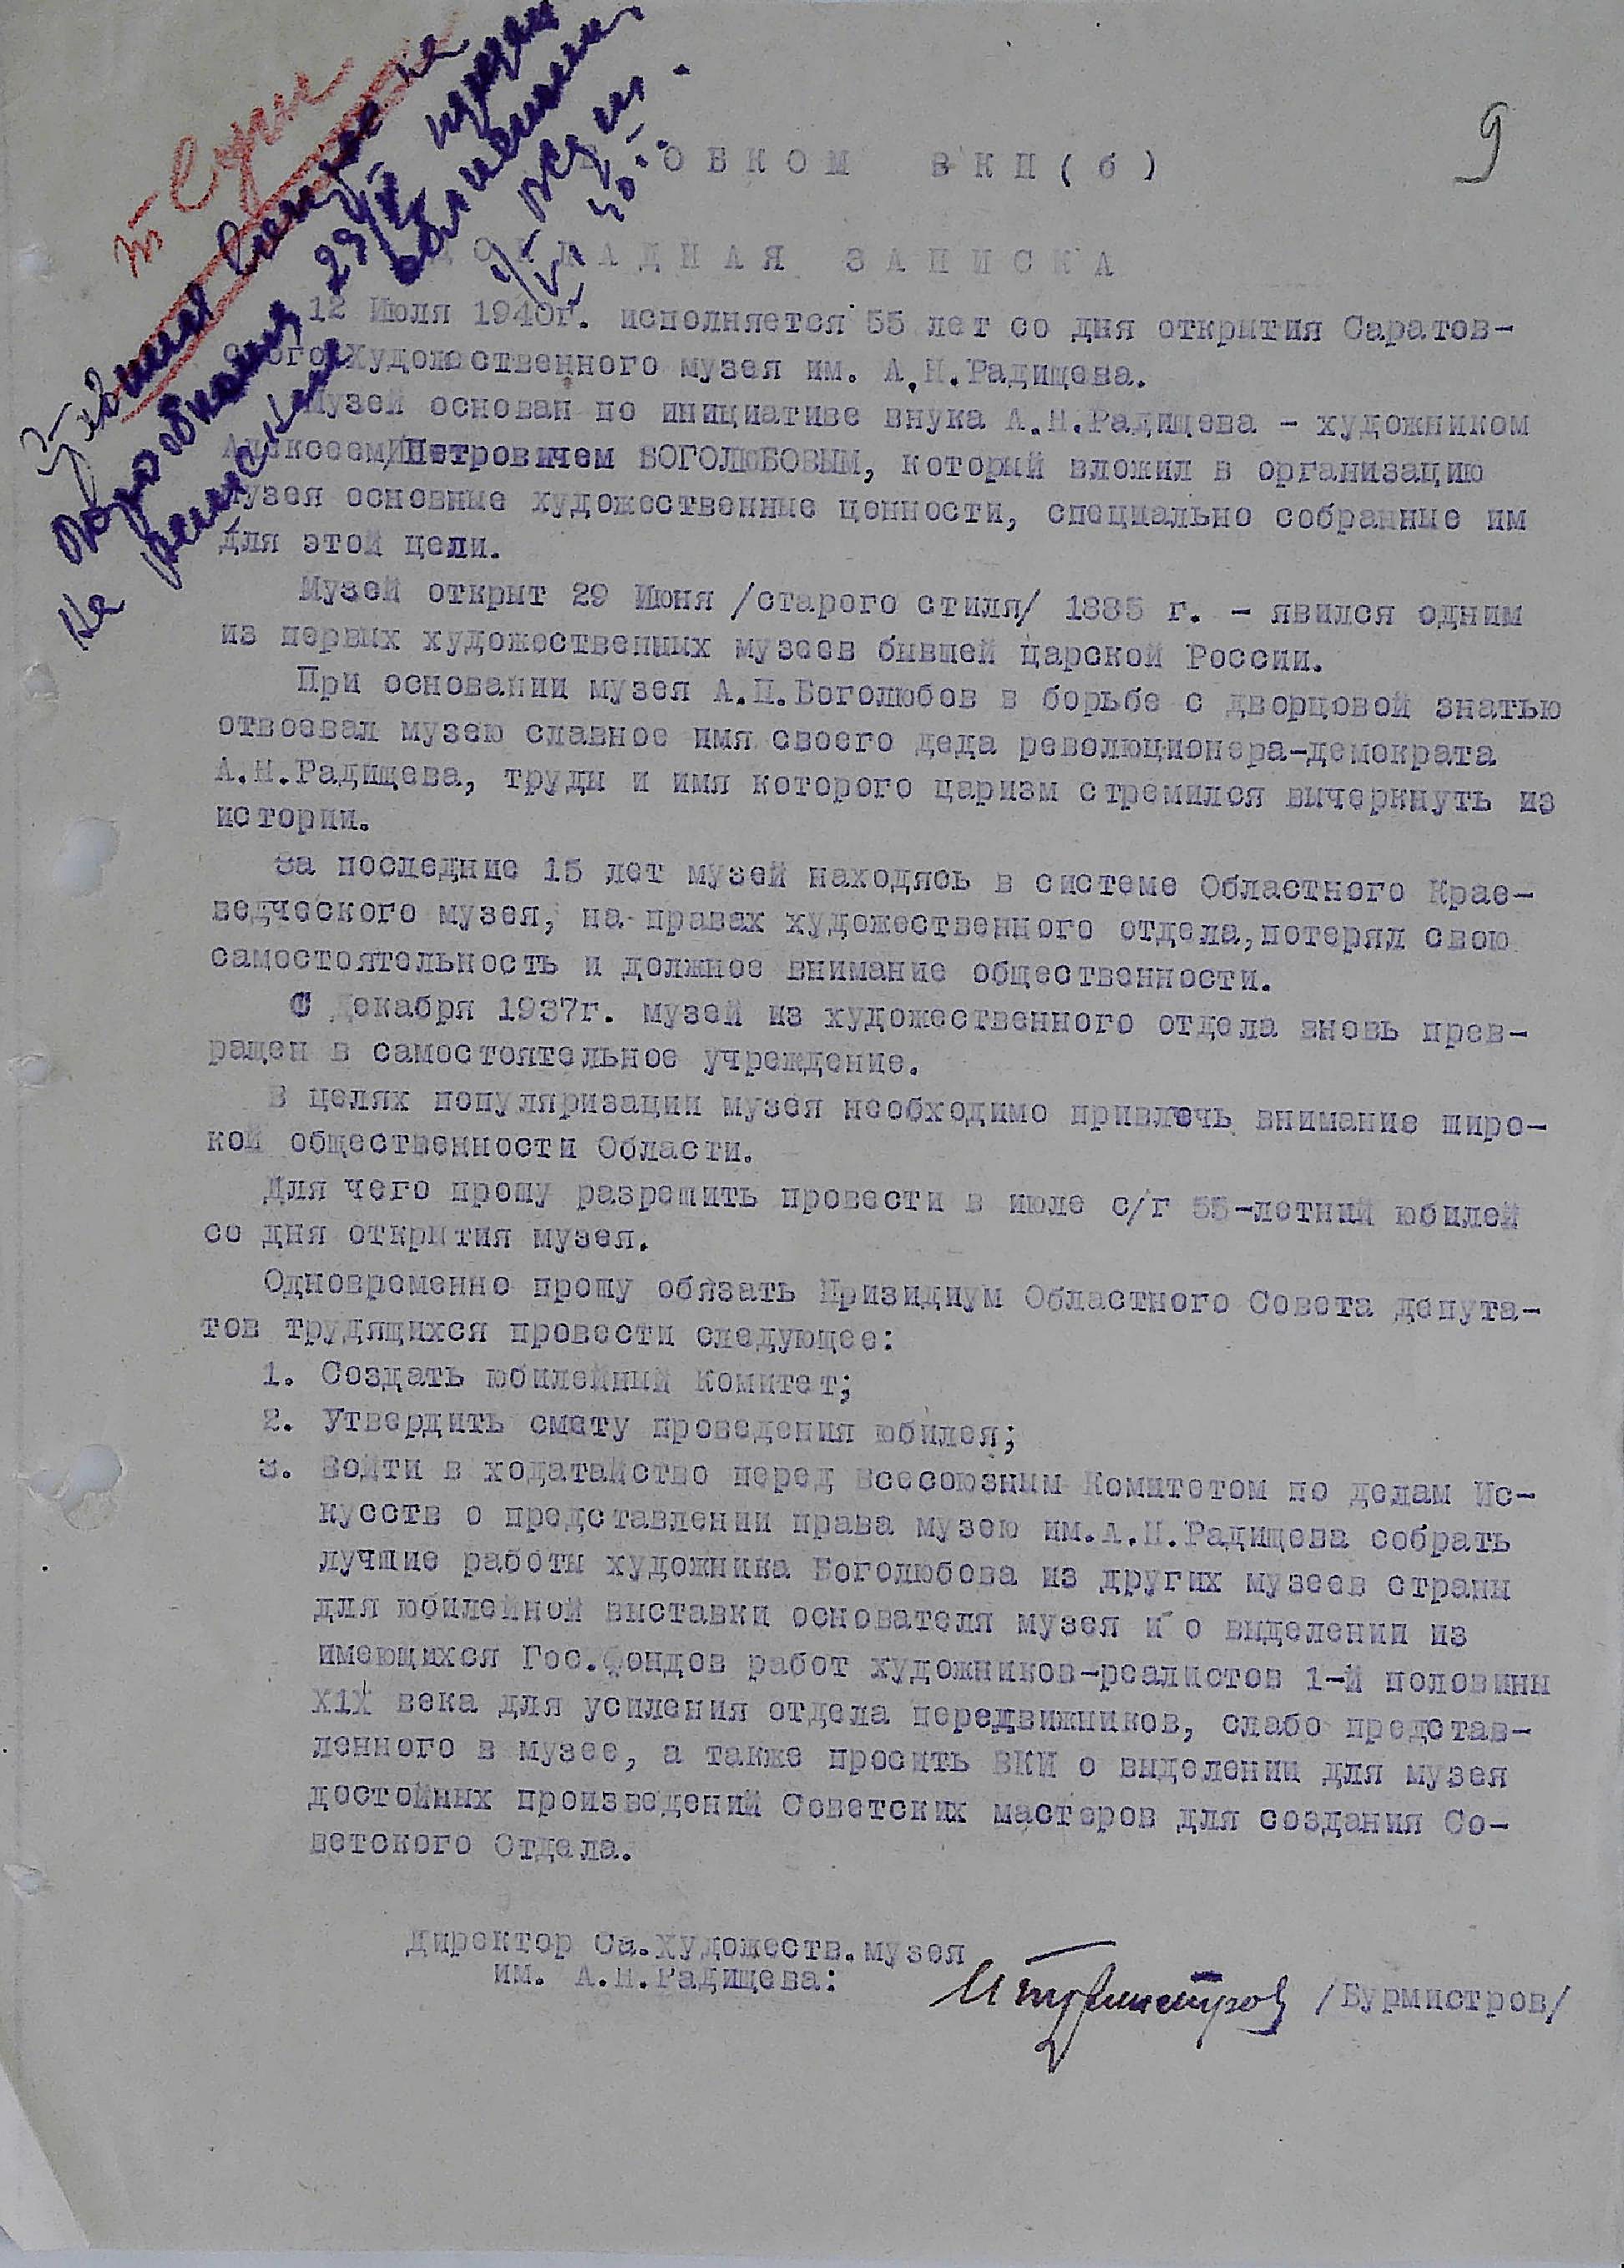 9
В ОБКОМ ВКП(б)
ДОКЛАДНАЯ ЗАПИСКА
12 Июля 1940г. исполняется 55 лет со дня открытия Саратов-
ского Художественного музея им. А.Н.Радищева.
Музей основан по инициативе внука А.Н.Радищева - художником
Алексеем Петровичем БОГОЛЮБОВЫМ, который вложил в организацию
музея основные художественные ценности, специально собранные им
для этой цели.
Музей открыт 29 Июня /старого стиля/ 1885 г. - явился одним
из первых художественных музеев бывшей царской России.
При основании музея А.П.Боголюбов в борьбе с дворцовой знатью
отвоевал музею славное имя своего деда революционера-демократа
А.Н.Радищева, труды и имя которого царизм стремился вычеркнуть из
истории.
За последние 15 лет музей находясь в системе Областного Крае-
ведческого музея, на правах художественного отдела, потерял свою
самостоятельность и должное внимание общественности.
С декабря 1937г. музей из художественного отдела вновь прев-
ращен в самостоятельное учреждение.
В целях популяризации музея необходимо привлечь внимание широ-
кой общественности Области.
Для чего прошу разрешить провести в июле с/г 55-летний юбилей
со дня открытия музея.
Одновременно прошу обязать Призидиум Областного Совета депута-
тов трудящихся провести следующее:
1. Создать юбилейный комитет;
2. Утвердить смету проведения юбилея;
3. Войти в ходатайство перед Всесоюзным Комитетом по делам Ис-
кусств о представлении права музею им.А.Н.Радищева собрать
лучшие работы художника Боголюбова из других музеев страны
для юбилейной выставки основателя музея и о выделении из
имеющихся Гос.фондов работ художников-реалистов 1-й половины
Х1Х века для усиления отдела передвижников, слабо представ-
ленного в музее, а также просить ВКИ о выделении для музея
достойных произведений Советских мастеров для создания Со-
ветского Отдела.
Директор Са.Художеств.музея
им. А.Н.Радищева:
/Бурмистров/